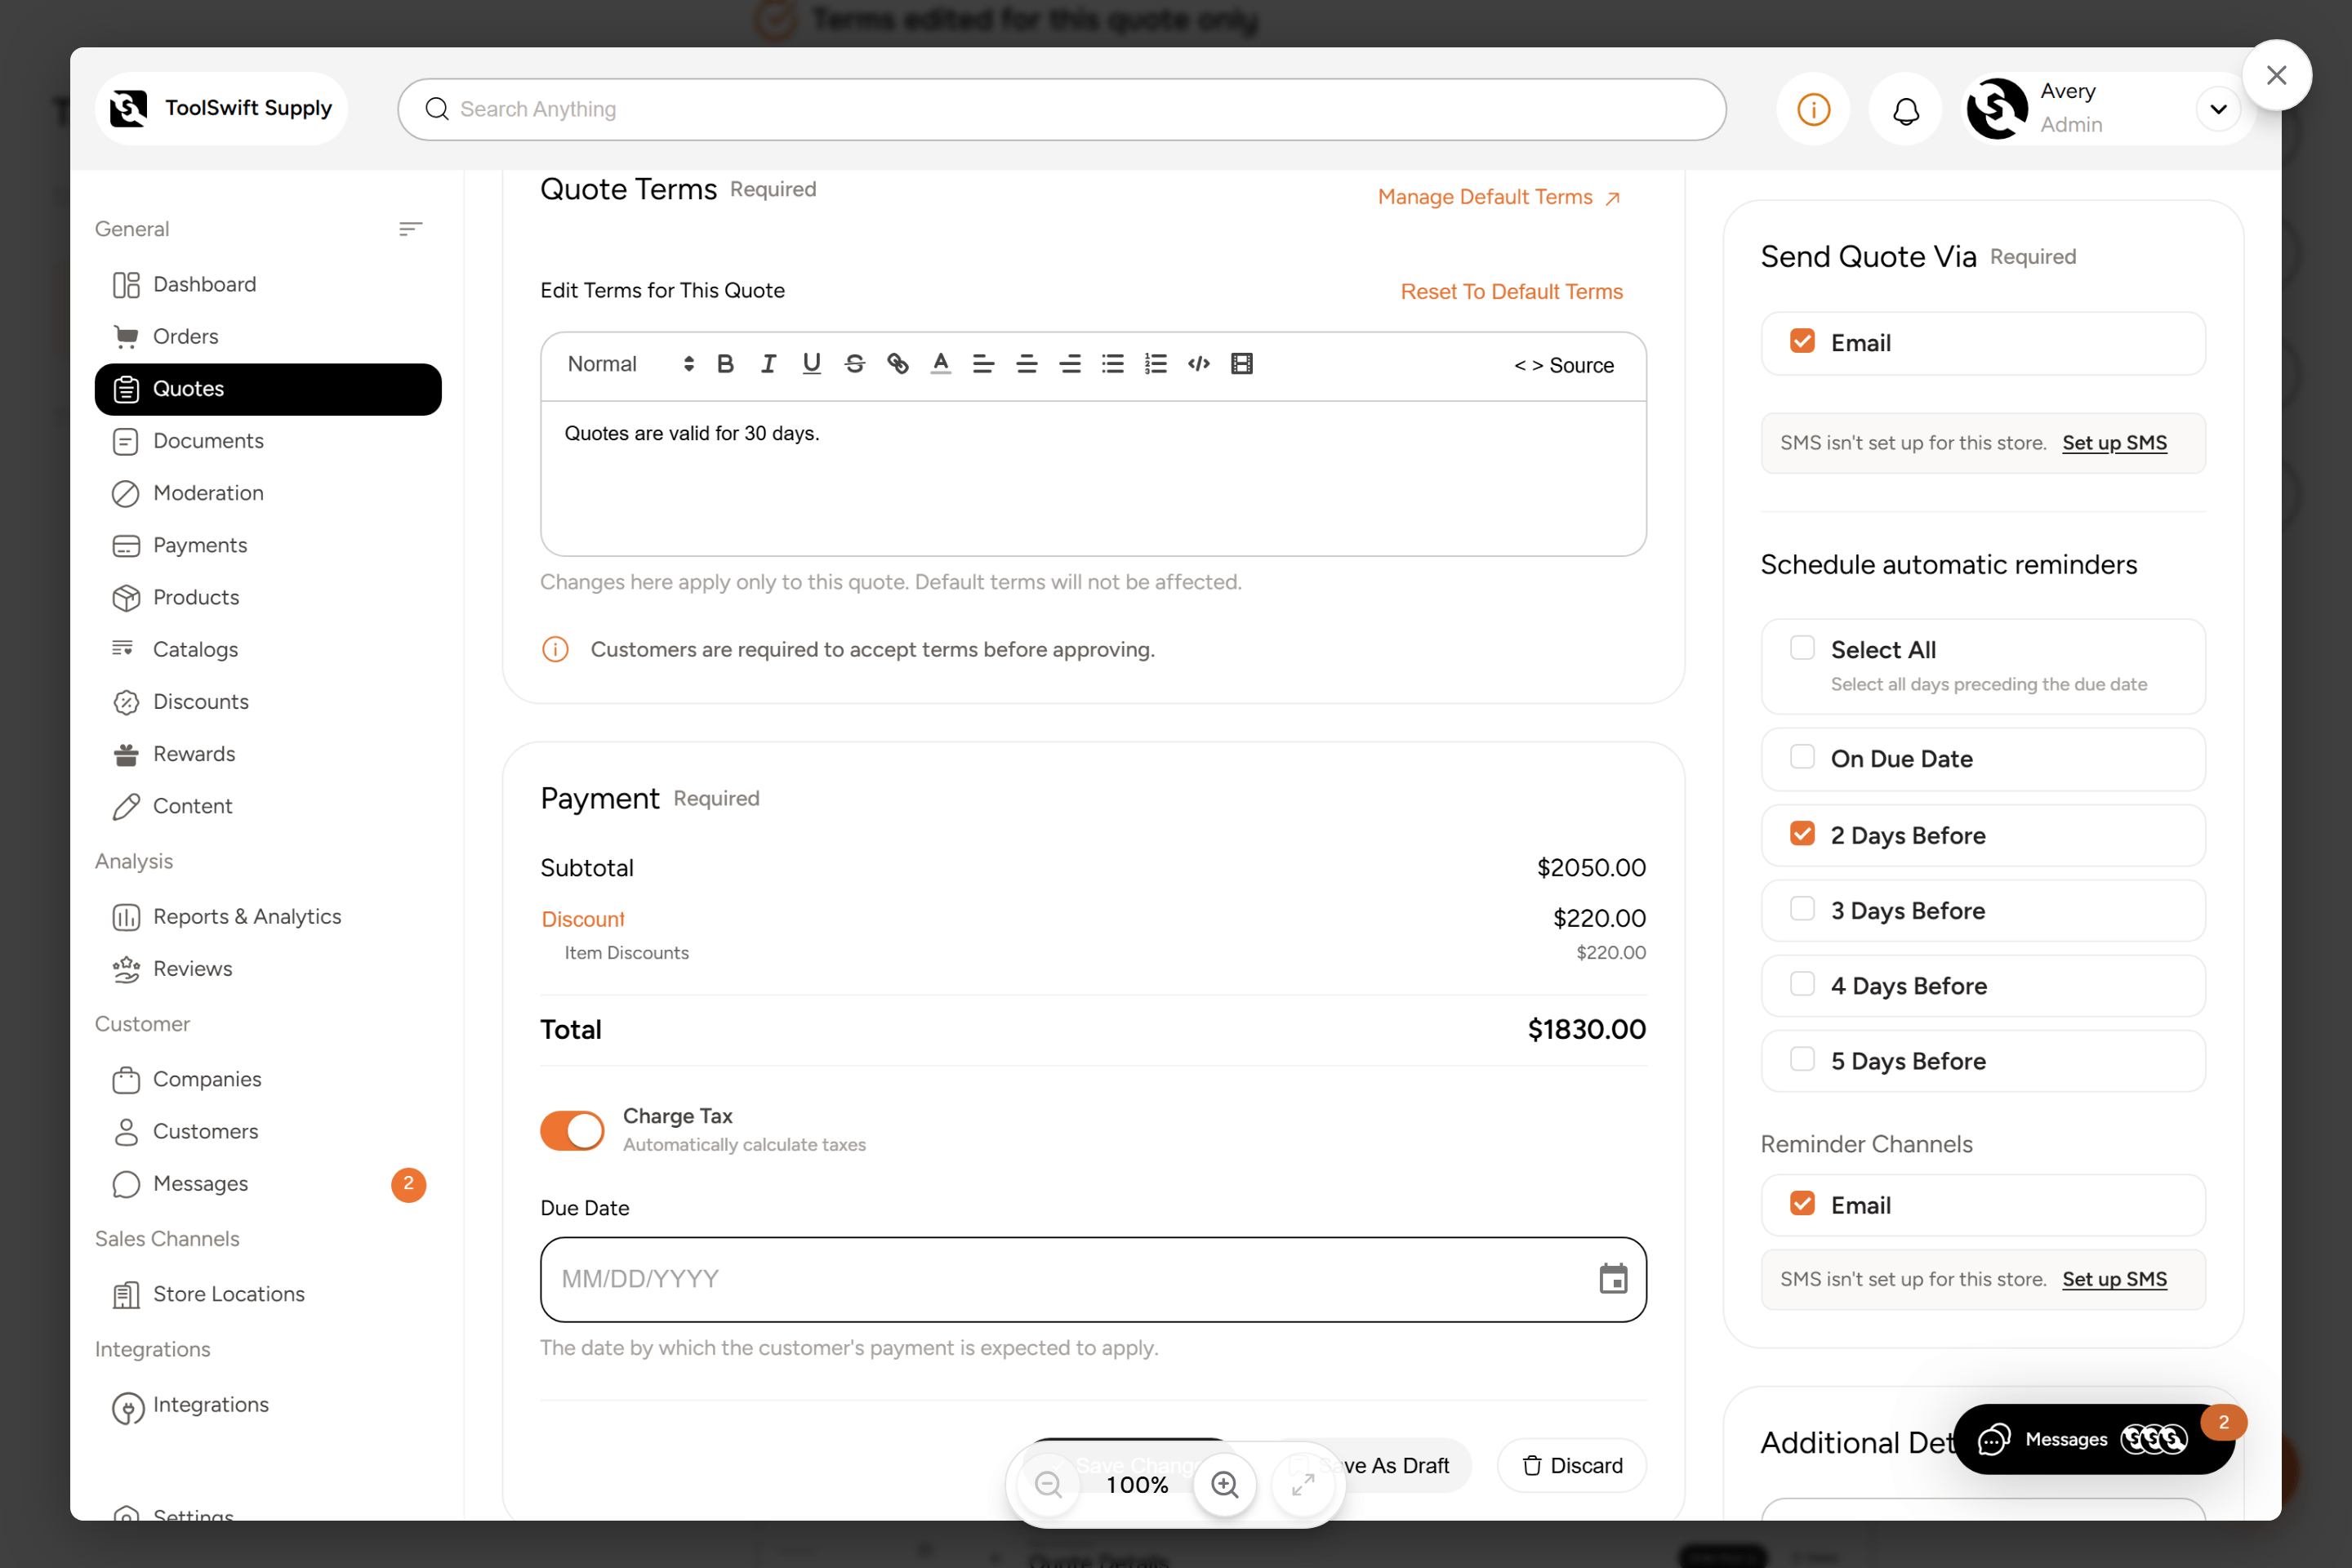 Terms edited for this quote only
ToolSwift Supply
Search Anything
Avery
Admin
General
Dashboard
Orders
Quotes
Documents
Moderation
Payments
Products
Catalogs
Discounts
Rewards
Content
Analysis
Reports & Analytics
Reviews
Customer
Companies
Customers
Messages 2
Sales Channels
Store Locations
Integrations
Integrations
Settings
Quote Terms Required
Manage Default Terms
Edit Terms for This Quote
Reset To Default Terms
Normal
< > Source
Quotes are valid for 30 days.
Changes here apply only to this quote. Default terms will not be affected.
Customers are required to accept terms before approving.
Payment Required
Subtotal $2050.00
Discount $220.00
Item Discounts $220.00
Total $1830.00
Charge Tax
Automatically calculate taxes
Due Date
MM/DD/YYYY
The date by which the customer's payment is expected to apply.
ve As Draft
Discard
100%
Send Quote Via Required
Email
SMS isn't set up for this store. Set up SMS
Schedule automatic reminders
Select All
Select all days preceding the due date
On Due Date
2 Days Before
3 Days Before
4 Days Before
5 Days Before
Reminder Channels
Email
SMS isn't set up for this store. Set up SMS
Additional Det
Messages
2
Quote Details